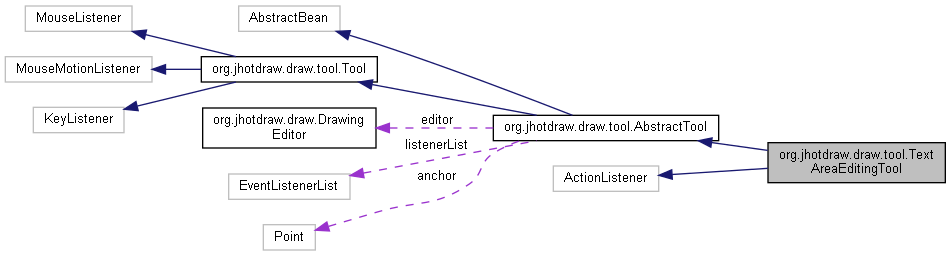 MouseListener
AbstractBean
MouseMotionListener
org.jhotdraw.draw.tool.Tool
KeyListener
org.jhotdraw.draw.Drawing
Editor
editor
org.jhotdraw.draw.tool.AbstractTool
listenerList
org.jhotdraw.draw.tool.Text
AreaEditingTool
EventListenerList
anchor
ActionListener
Point